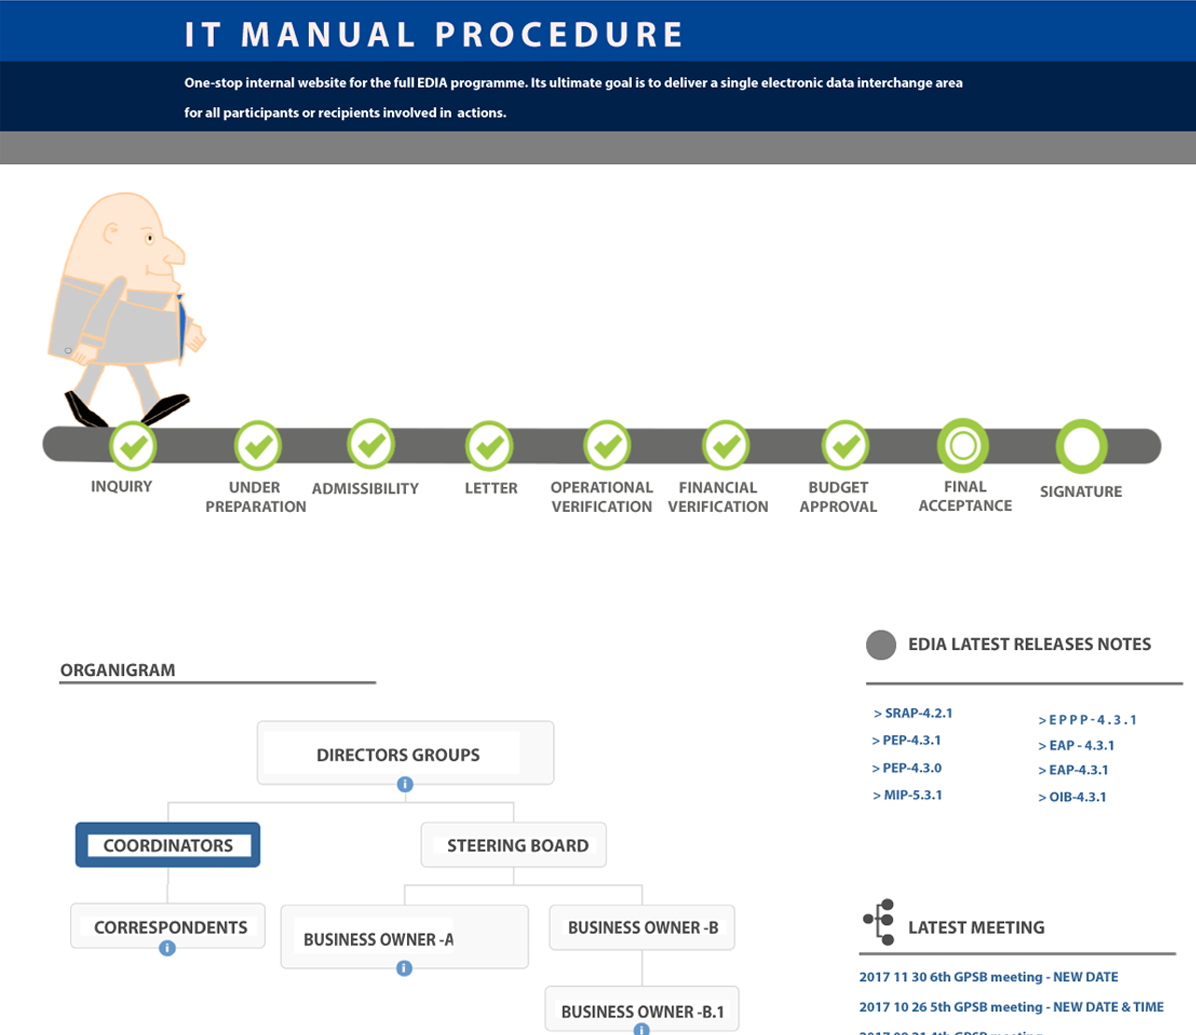 IT MANUAL PROCEDURE
One-stop internal website for the full EDIA programme. Its ultimate goal is to deliver a single electronic data interchange area
for all participants or recipients involved in actions.
INQUIRY
UNDER
PREPARATION
ADMISSIBILITY
LETTER
OPERATIONAL
VERIFICATION
FINANCIAL
VERIFICATION
BUDGET
APPROVAL
FINAL
ACCEPTANCE
SIGNATURE
ORGANIGRAM
DIRECTORS GROUPS
i
COORDINATORS
STEERING BOARD
CORRESPONDENTS
i
BUSINESS OWNER -A
i
BUSINESS OWNER -B
BUSINESS OWNER -B.1
i
EDIA LATEST RELEASES NOTES
> SRAP-4.2.1
> PEP-4.3.1
> PEP-4.3.0
> MIP-5.3.1
> EPPP-4.3.1
> EAP - 4.3.1
> EAP-4.3.1
> OIB-4.3.1
LATEST MEETING
2017 11 30 6th GPSB meeting - NEW DATE
2017 10 26 5th GPSB meeting - NEW DATE & TIME